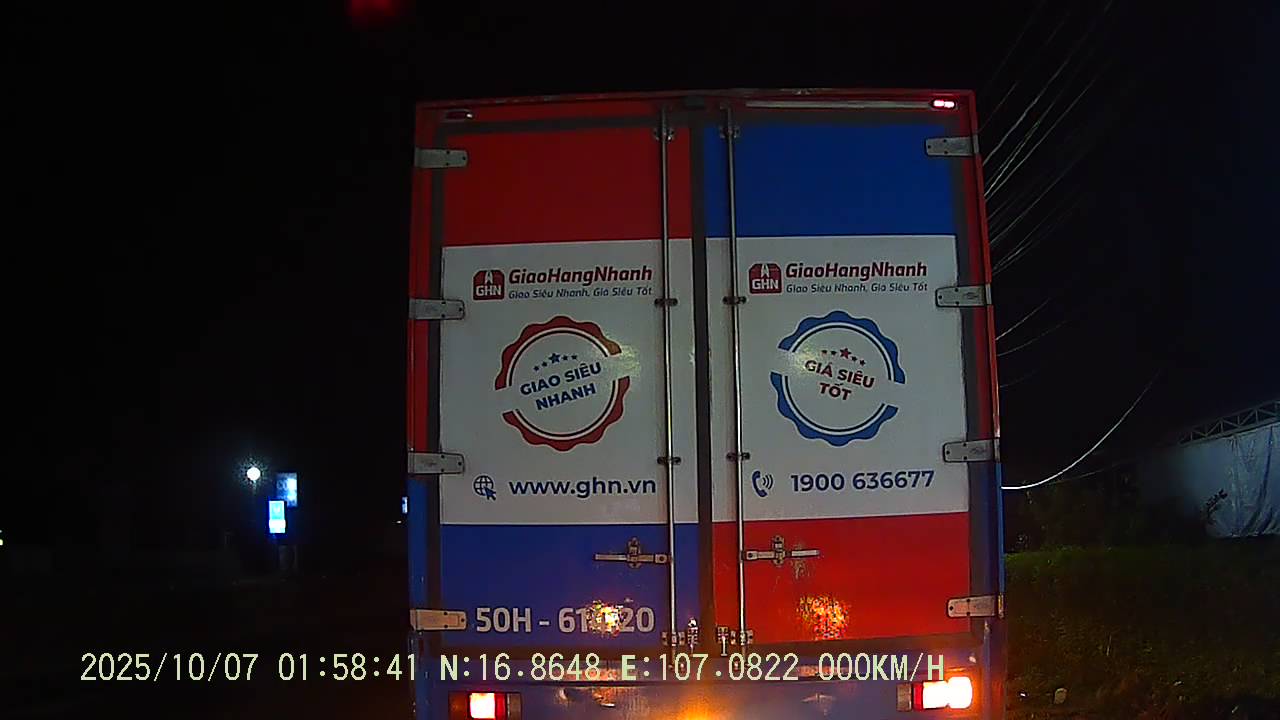 GHN GiaoHangNhanh
Giao Siêu Nhanh, Giá Siêu Tốt
GIAO SIÊU
NHANH
www.ghn.vn
GHN GiaoHangNhanh
Giao Siêu Nhanh, Giá Siêu Tốt
GIÁ SIÊU
TỐT
1900 636677
50H -
2025/10/07 01:58:41 N:16.8648 E:107.0822 000KM/H